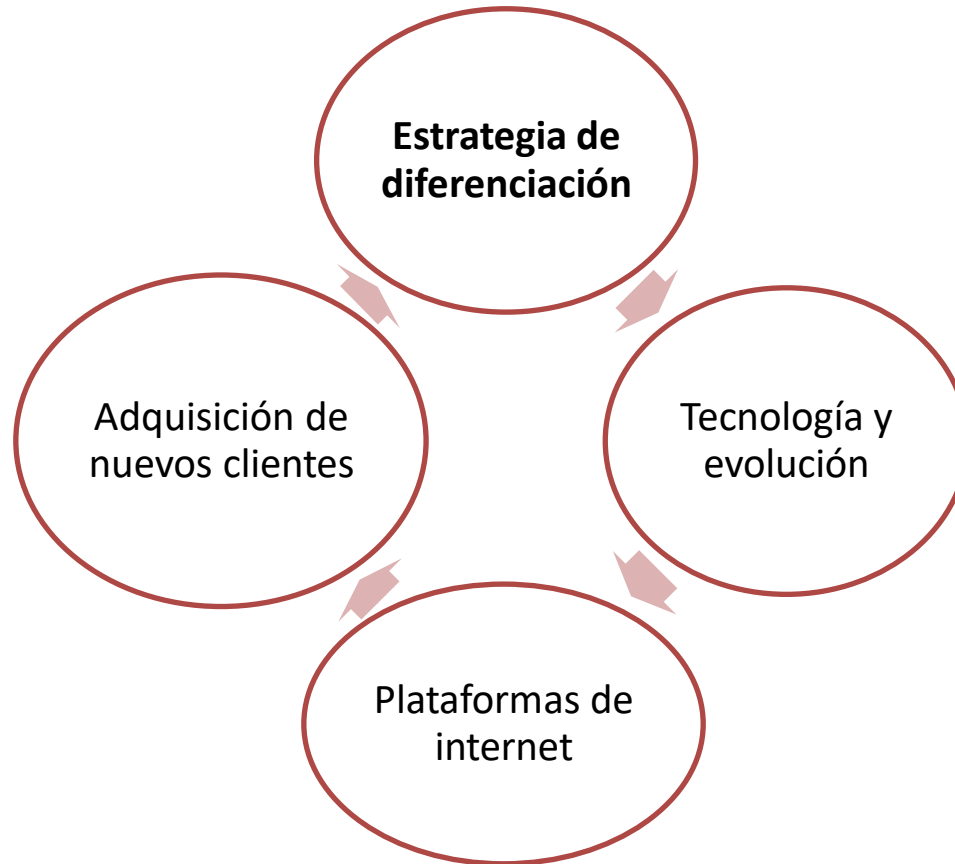 Estrategia de
diferenciación
Adquisición de
nuevos clientes
Tecnología y
evolución
Plataformas de
internet